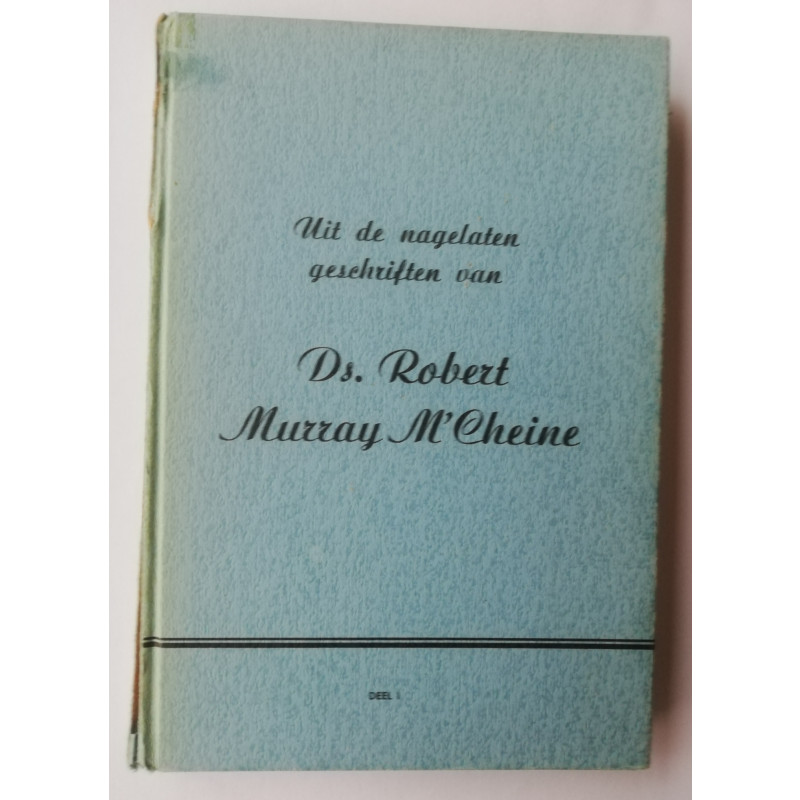 Uit de nagelaten
geschriften van
Ds. Robert
Murray M'Cheine
DEEL I